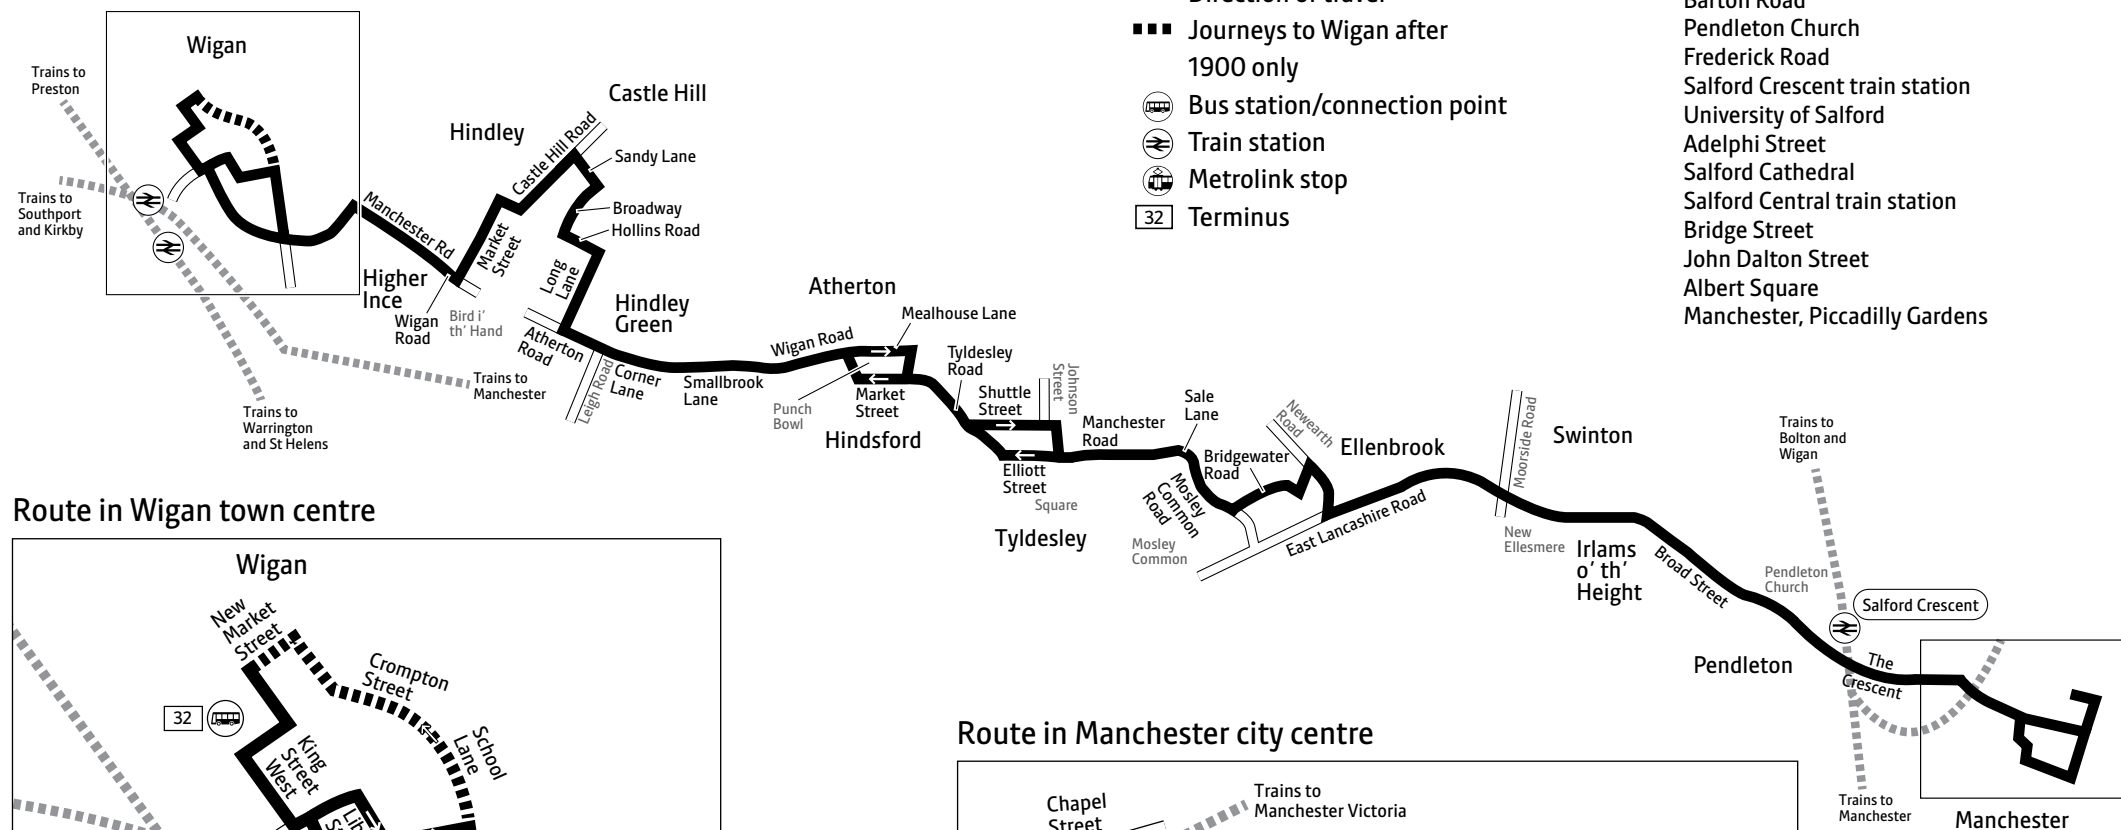 Wigan
Trains to
Preston
Trains to
Southport
and Kirkby
Castle Hill
Hindley
Castle Hill Road
Sandy Lane
Broadway
Hollins Road
Manchester Rd
Market
Street
Long
Lane
Higher
Ince
Wigan
Road
Bird i'
th' Hand
Hindley
Green
Atherton
Road
Leigh Road
Corner
Lane
Smallbrook
Lane
Trains to
Manchester
Trains to
Warrington
and St Helens
Atherton
Wigan Road
Mealhouse Lane
Punch
Bowl
Market
Street
Hindsford
Tyldesley
Road
Shuttle
Street
Johnson
Street
Manchester
Road
Elliott
Street
Square
Tyldesley
Sale
Lane
Mosley
Common
Road
Mosley
Common
Bridgewater
Road
Newearth
Road
Ellenbrook
East Lancashire Road
Moorside Road
Swinton
New
Ellesmere
Irlams
o' th'
Height
Broad Street
Trains to
Bolton and
Wigan
Pendleton
Church
Salford Crescent
Pendleton
The
Crescent
Trains to
Manchester
Manchester
Direction of travel
Journeys to Wigan after
1900 only
Bus station/connection point
Train station
Metrolink stop
32 Terminus
Barton Road
Pendleton Church
Frederick Road
Salford Crescent train station
University of Salford
Adelphi Street
Salford Cathedral
Salford Central train station
Bridge Street
John Dalton Street
Albert Square
Manchester, Piccadilly Gardens
Route in Wigan town centre
Wigan
New
Market
Street
Crompton
Street
School
Lane
32
King
Street
West
Route in Manchester city centre
Chapel
Street
Trains to
Manchester Victoria